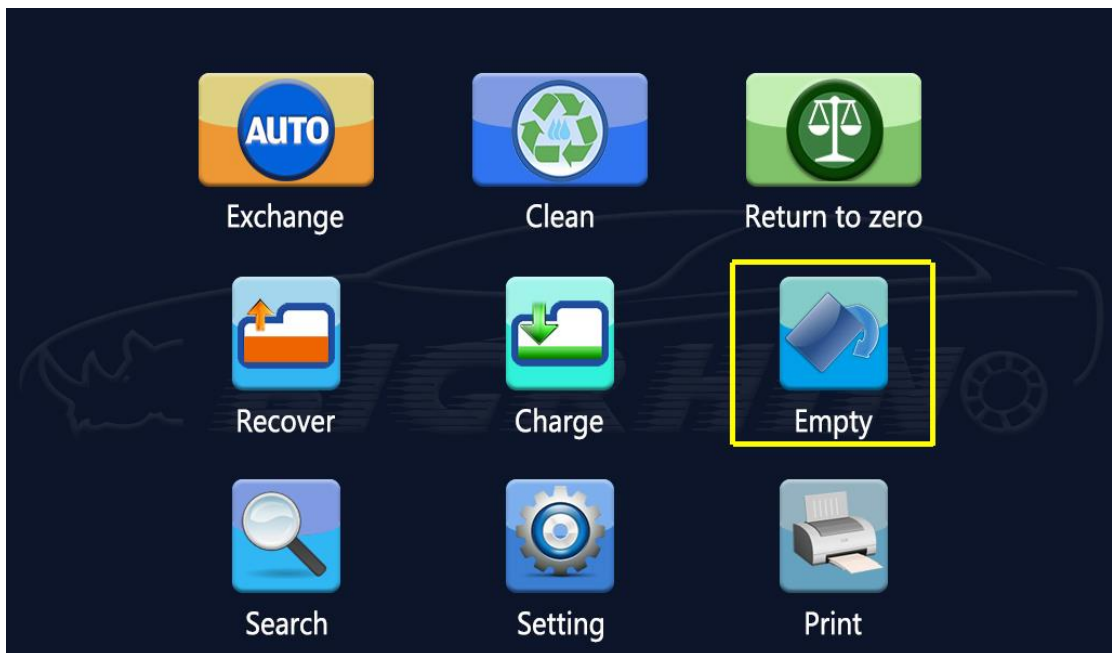 AUTO
Exchange
Clean
Return to zero
Recover
Charge
Empty
Search
Setting
Print